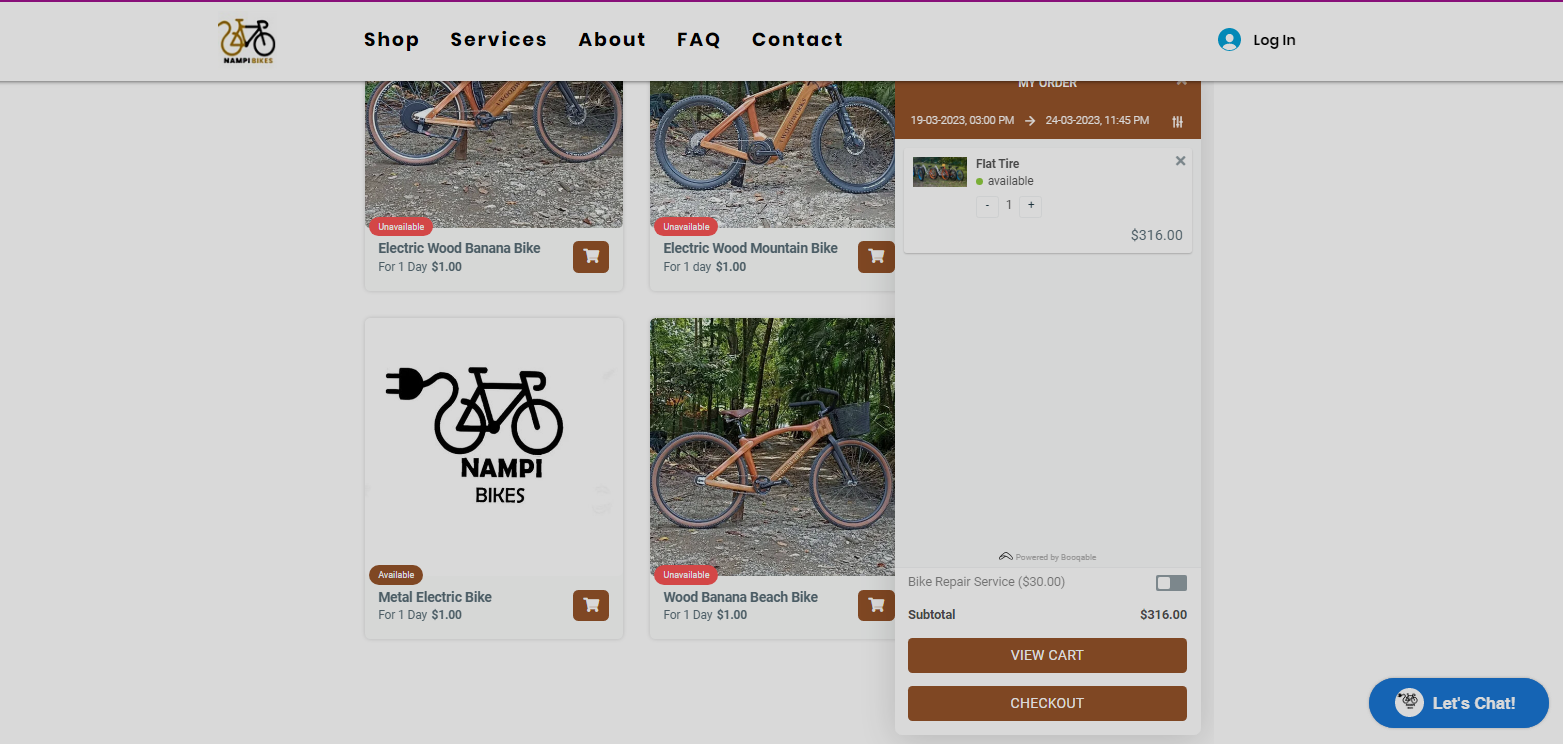 NAMPI BIKES
Shop Services About FAQ Contact
Log In
MY ORDER
19-03-2023, 03:00 PM → 24-03-2023, 11:45 PM
Flat Tire
available
- 1 +
$316.00
Unavailable
Electric Wood Banana Bike
For 1 Day $1.00
Unavailable
Electric Wood Mountain Bike
For 1 day $1.00
NAMPI
BIKES
Available
Metal Electric Bike
For 1 Day $1.00
Unavailable
Wood Banana Beach Bike
For 1 Day $1.00
Powered by Booqable
Bike Repair Service ($30.00)
Subtotal $316.00
VIEW CART
CHECKOUT
Let's Chat!